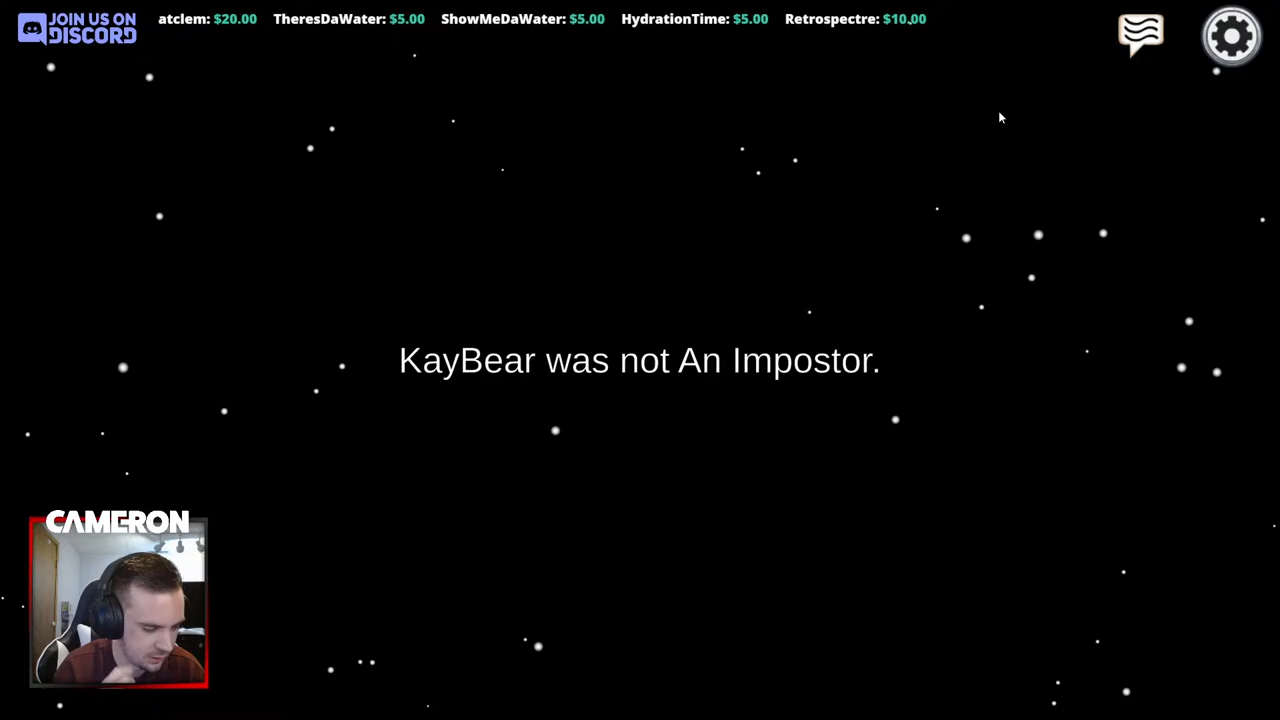 JOIN US ON
DISCORD
atclem: $20.00 TheresDaWater: $5.00 ShowMeDaWater: $5.00 HydrationTime: $5.00 Retrospectre: $10.00
KayBear was not An Impostor.
CAMERON